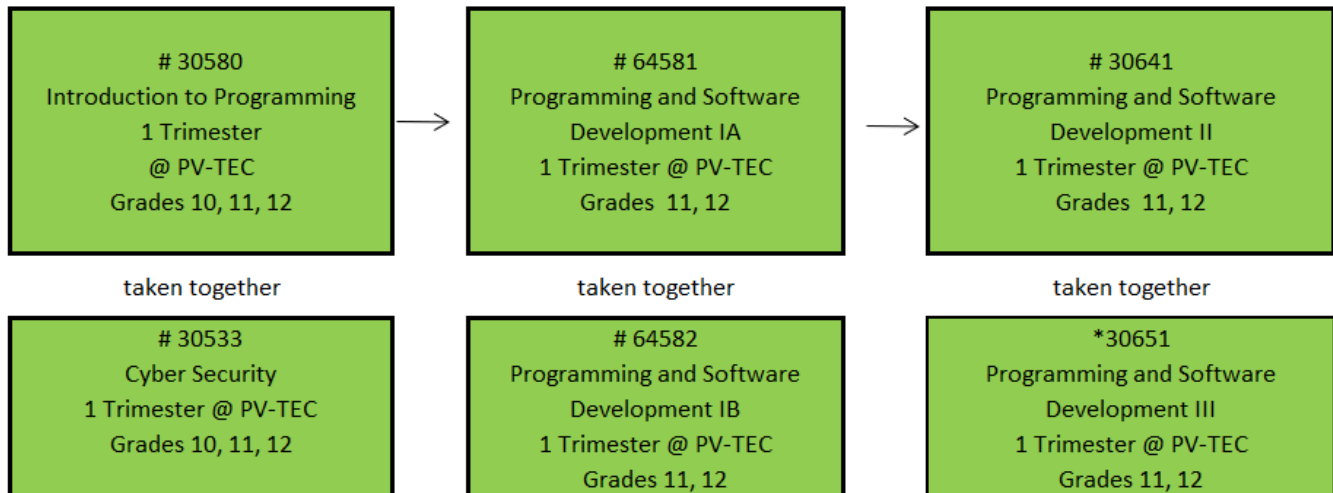 # 30580
Introduction to Programming
1 Trimester
@ PV-TEC
Grades 10, 11, 12
# 64581
Programming and Software
Development IA
1 Trimester @ PV-TEC
Grades 11, 12
# 30641
Programming and Software
Development II
1 Trimester @ PV-TEC
Grades 11, 12
taken together
taken together
taken together
# 30533
Cyber Security
1 Trimester @ PV-TEC
Grades 10, 11, 12
# 64582
Programming and Software
Development IB
1 Trimester @ PV-TEC
Grades 11, 12
*30651
Programming and Software
Development III
1 Trimester @ PV-TEC
Grades 11, 12